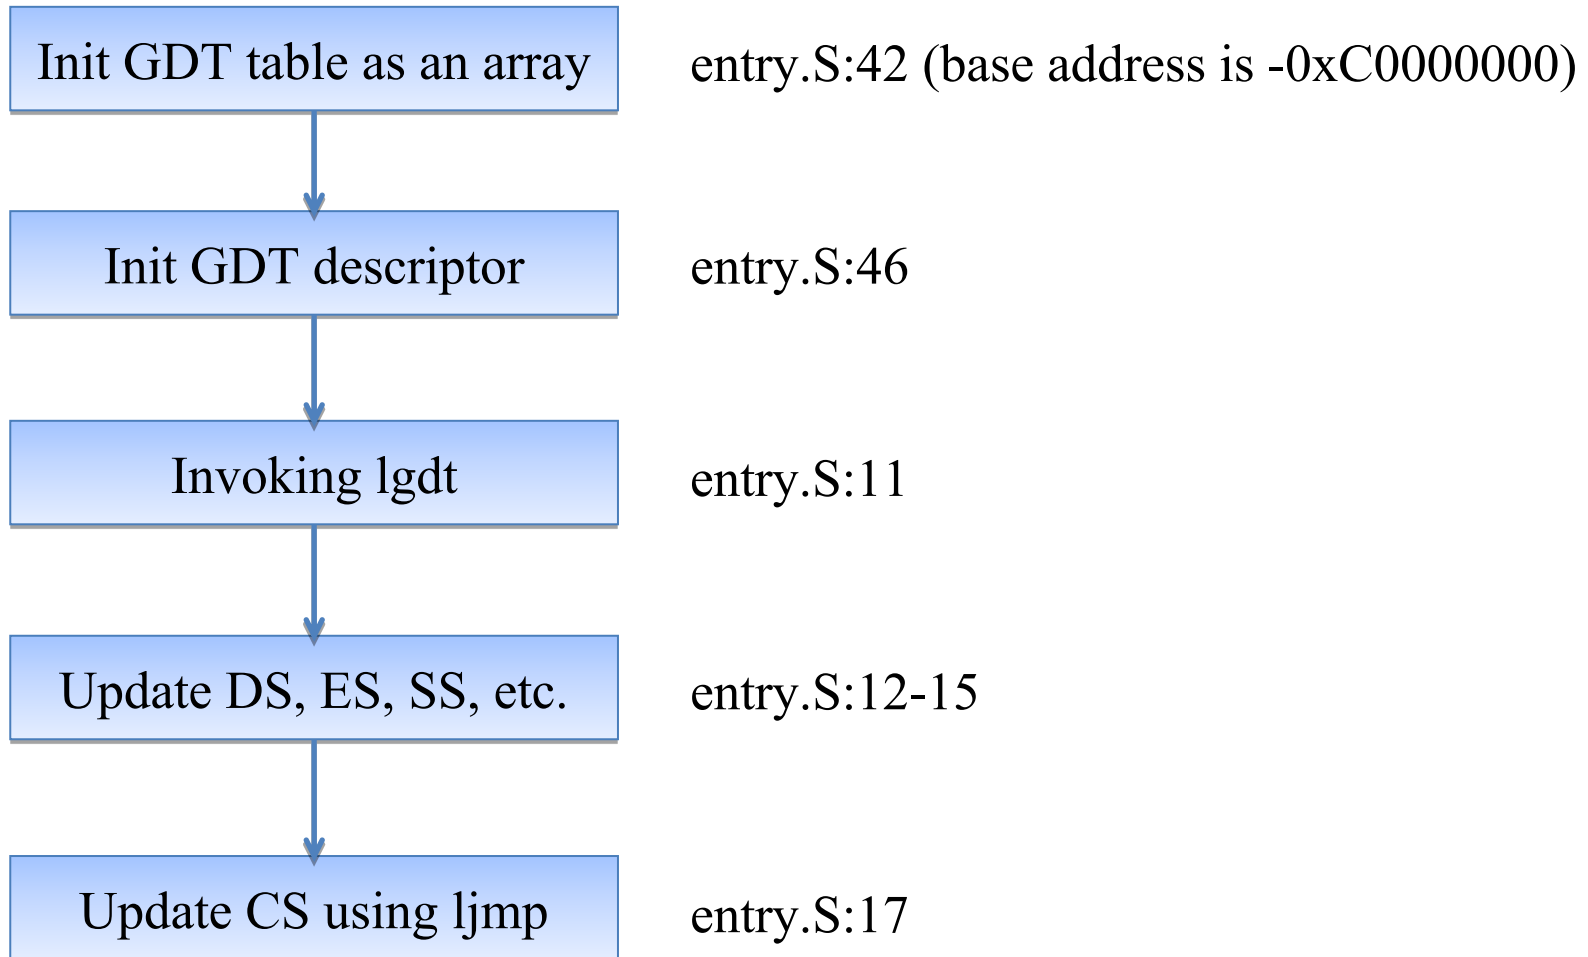 Init GDT table as an array entry.S:42 (base address is -0xC0000000)
Init GDT descriptor entry.S:46
Invoking lgdt entry.S:11
Update DS, ES, SS, etc. entry.S:12-15
Update CS using ljmp entry.S:17